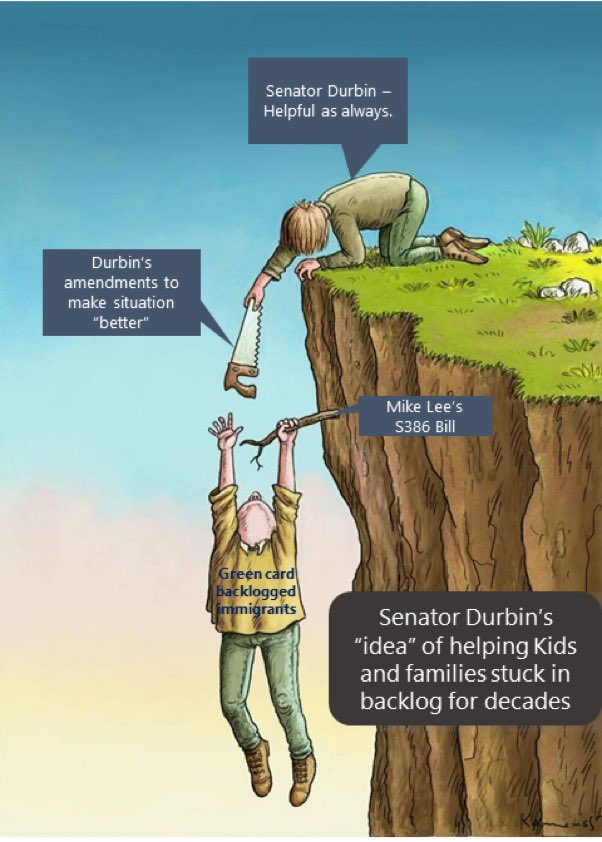 Senator Durbin –
Helpful as always.
Durbin's
amendments to
make situation
“better”
Mike Lee's
S386 Bill
Green card
backlogged
immigrants
Senator Durbin's
“idea” of helping Kids
and families stuck in
backlog for decades